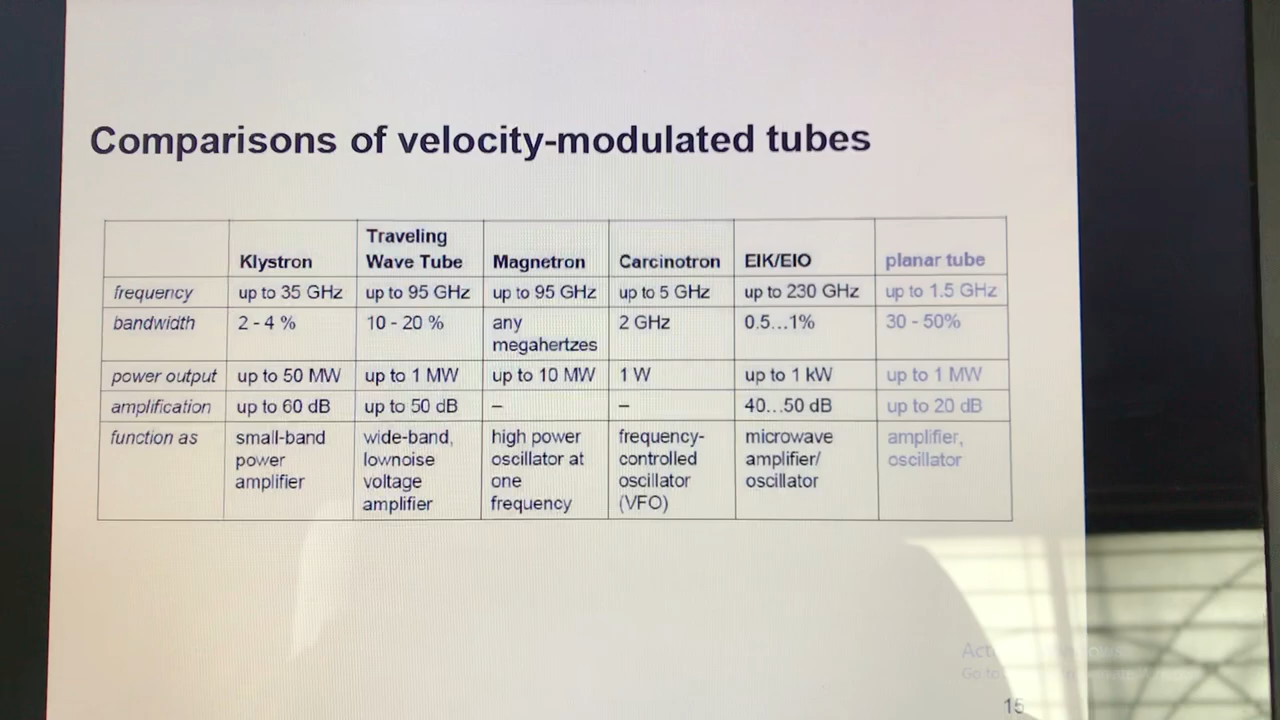 Comparisons of velocity-modulated tubes
Traveling
Klystron Wave Tube Magnetron Carcinotron EIK/EIO planar tube
frequency up to 35 GHz up to 95 GHz up to 95 GHz up to 5 GHz up to 230 GHz up to 1.5 GHz
bandwidth 2 - 4 % 10 - 20 % any 2 GHz 0.5...1% 30 - 50%
megahertzes
power output up to 50 MW up to 1 MW up to 10 MW 1 W up to 1 kW up to 1 MW
amplification up to 60 dB up to 50 dB – – 40...50 dB up to 20 dB
function as small-band wide-band, high power frequency- microwave amplifier,
power lownoise oscillator at controlled amplifier/ oscillator
amplifier voltage one oscillator oscillator
amplifier frequency (VFO)
Go to
15